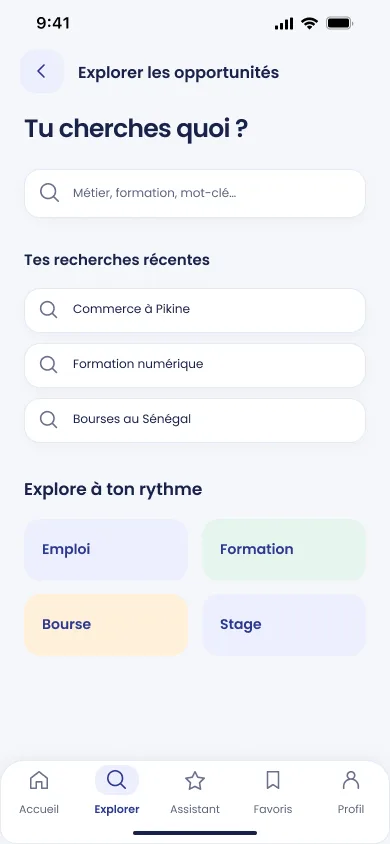 9:41
Explorer les opportunités
Tu cherches quoi ?
Métier, formation, mot-clé…
Tes recherches récentes
Commerce à Pikine
Formation numérique
Bourses au Sénégal
Explore à ton rythme
Emploi
Formation
Bourse
Stage
Accueil
Explorer
Assistant
Favoris
Profil